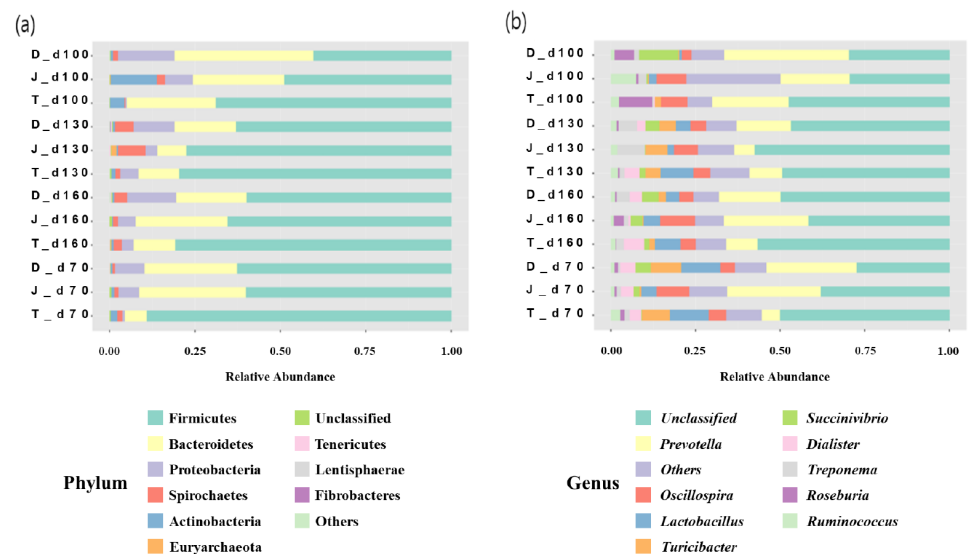 (a)
D_d100
J_d100
T_d100
D_d130
J_d130
T_d130
D_d160
J_d160
T_d160
D_d70
J_d70
T_d70
0.00 0.25 0.50 0.75 1.00
Relative Abundance
Phylum
Firmicutes
Bacteroidetes
Proteobacteria
Spirochaetes
Actinobacteria
Euryarchaeota
Unclassified
Tenericutes
Lentisphaerae
Fibrobacteres
Others
(b)
D_d100
J_d100
T_d100
D_d130
J_d130
T_d130
D_d160
J_d160
T_d160
D_d70
J_d70
T_d70
0.00 0.25 0.50 0.75 1.00
Relative Abundance
Genus
Unclassified
Prevotella
Others
Oscillospira
Lactobacillus
Turicibacter
Succinivibrio
Dialister
Treponema
Roseburia
Ruminococcus